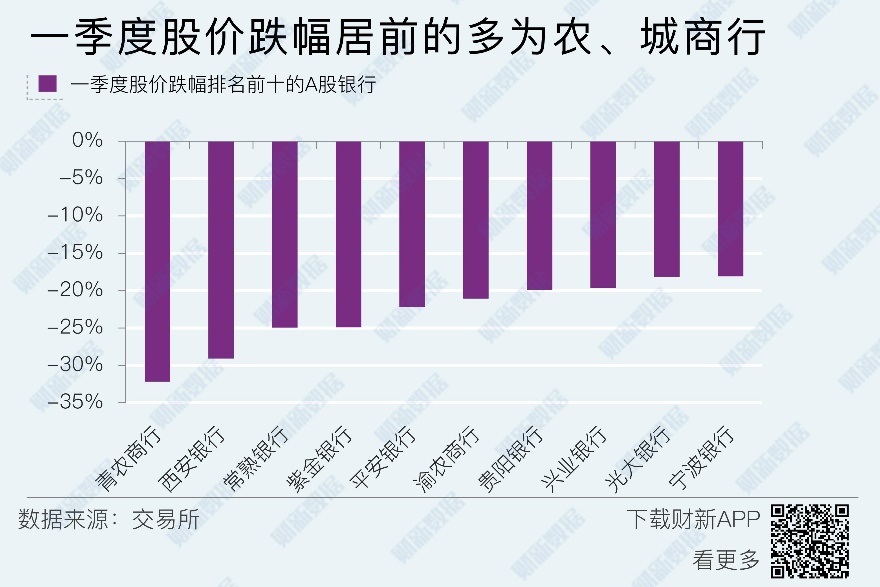 一季度股价跌幅居前的多为农、城商行
一季度股价跌幅排名前十的A股银行
0%
-5%
-10%
-15%
-20%
-25%
-30%
-35%
青农商行
西安银行
常熟银行
紫金银行
平安银行
渝农商行
贵阳银行
兴业银行
光大银行
宁波银行
数据来源：交易所
下载财新APP
看更多
财新数据